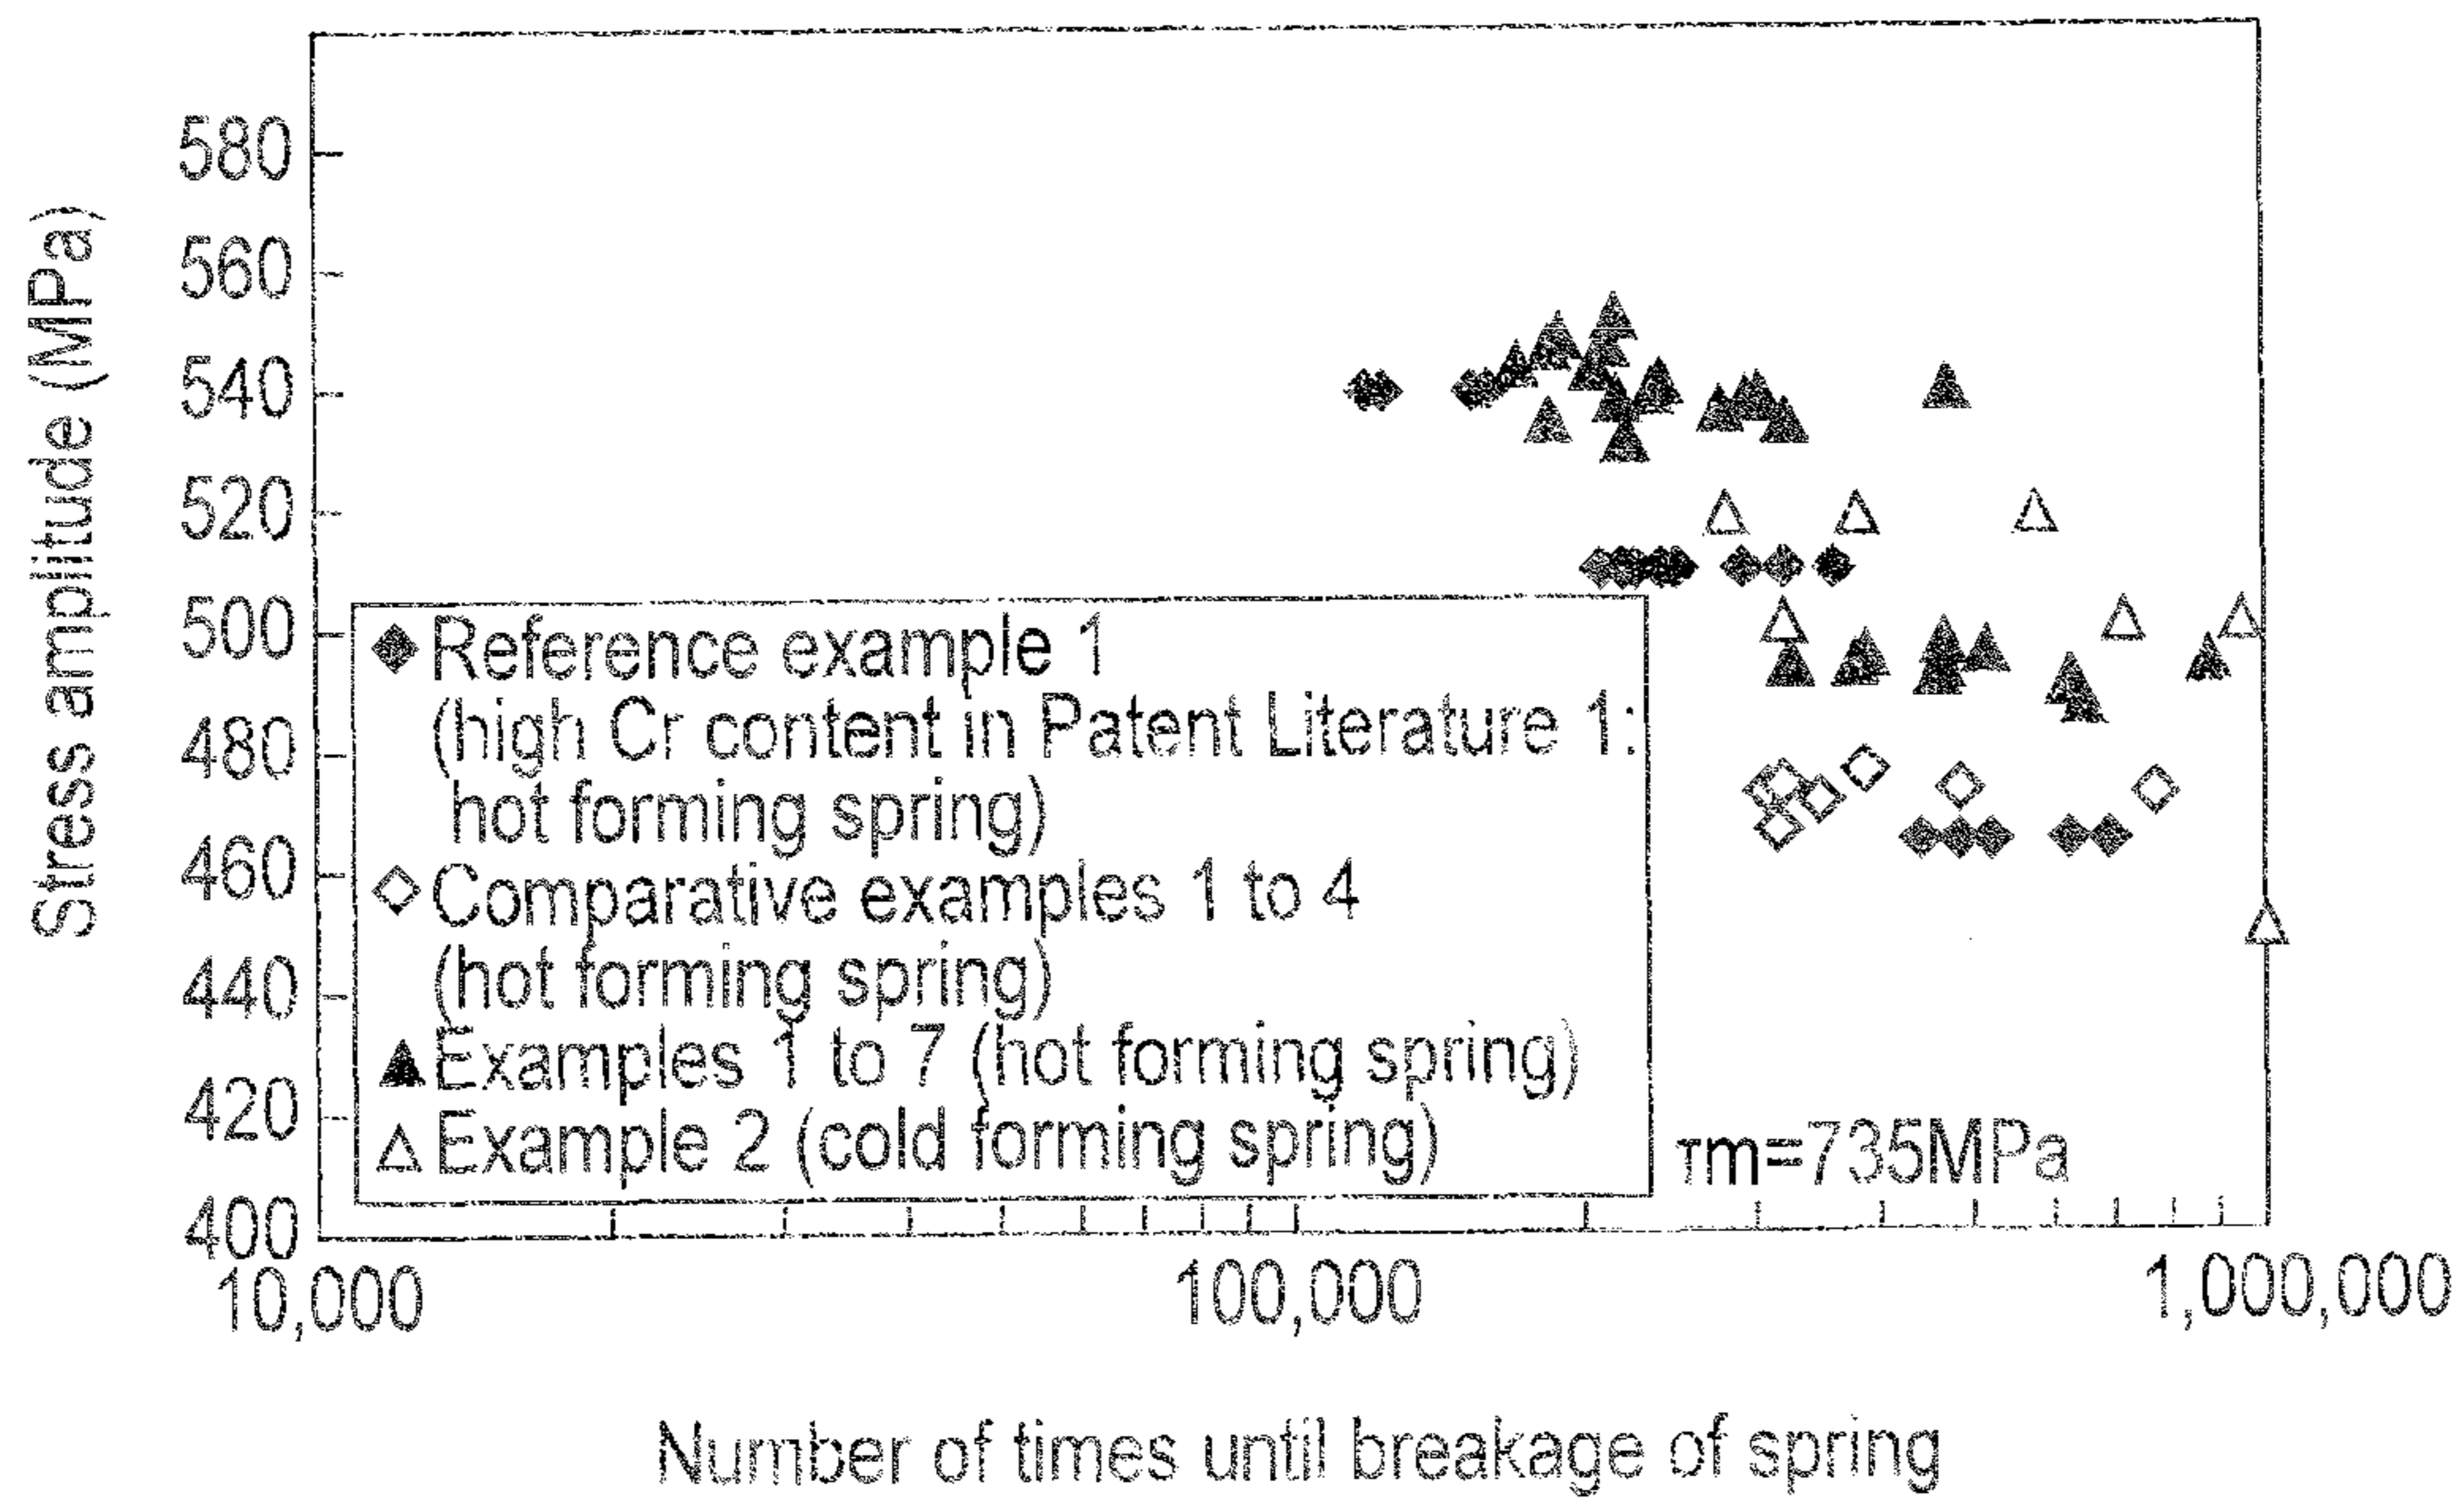 Stress amplitude (MPa)
580
560
540
520
500
480
460
440
420
400
Reference example 1
(high Cr content in Patent Literature 1:
hot forming spring)
Comparative examples 1 to 4
(hot forming spring)
Examples 1 to 7 (hot forming spring)
Example 2 (cold forming spring)
τm=735MPa
10,000
100,000
1,000,000
Number of times until breakage of spring